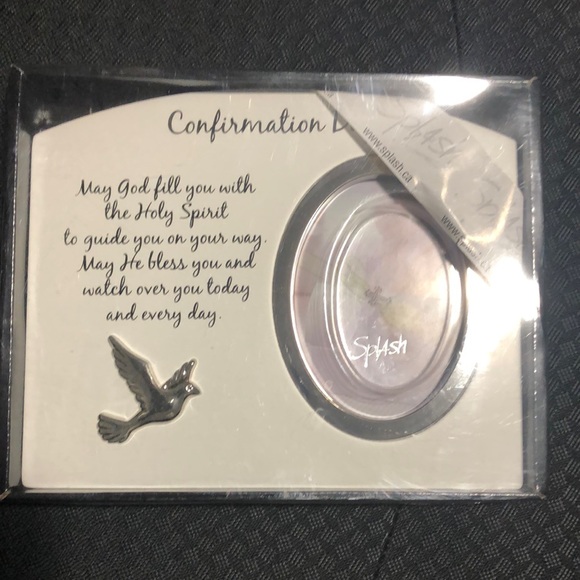 Confirmation D
May God fill you with
the Holy Spirit
to guide you on your way.
May He bless you and
watch over you today
and every day.
Splash
www.splash.ca
Splash